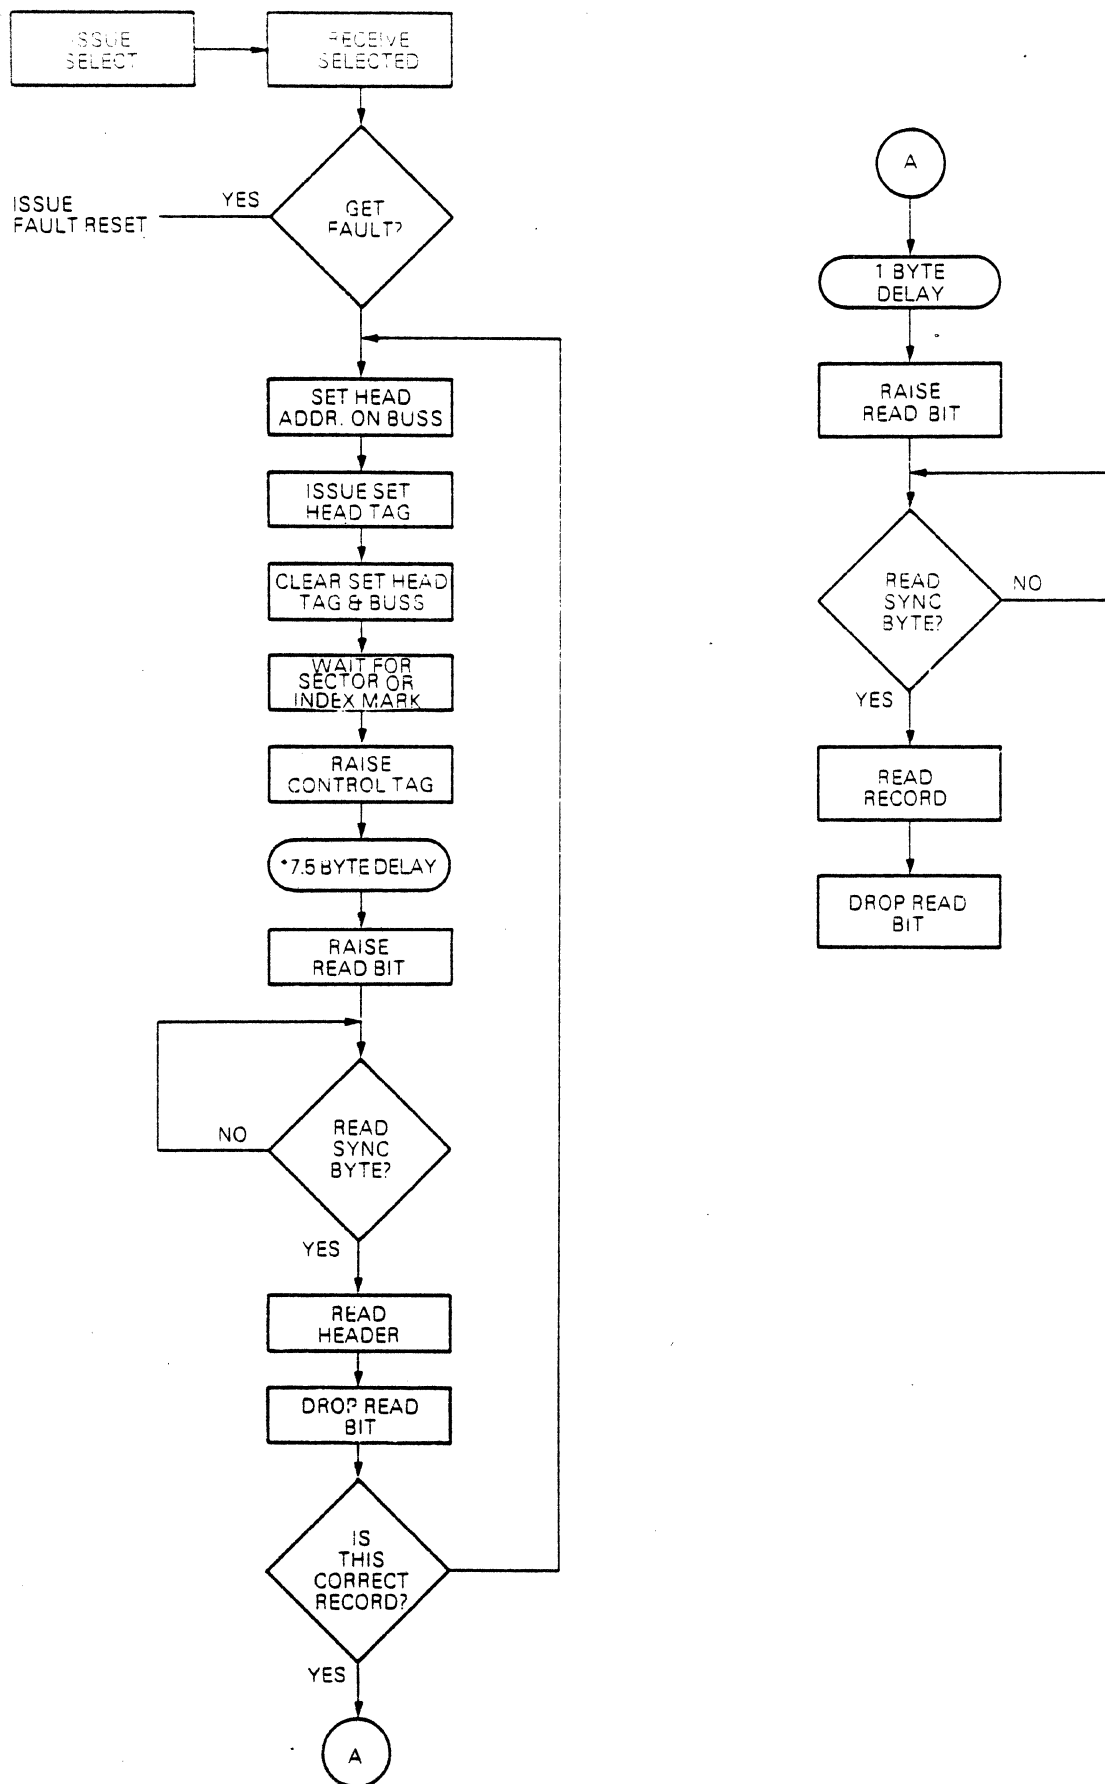 ISSUE
SELECT
RECEIVE
SELECTED
GET
FAULT?
YES
ISSUE
FAULT RESET
SET HEAD
ADDR. ON BUSS
ISSUE SET
HEAD TAG
CLEAR SET HEAD
TAG & BUSS
WAIT FOR
SECTOR OR
INDEX MARK
RAISE
CONTROL TAG
*7.5 BYTE DELAY
RAISE
READ BIT
READ
SYNC
BYTE?
NO
YES
READ
HEADER
DROP READ
BIT
IS
THIS
CORRECT
RECORD?
YES
A
A
1 BYTE
DELAY
RAISE
READ BIT
READ
SYNC
BYTE?
NO
YES
READ
RECORD
DROP READ
BIT